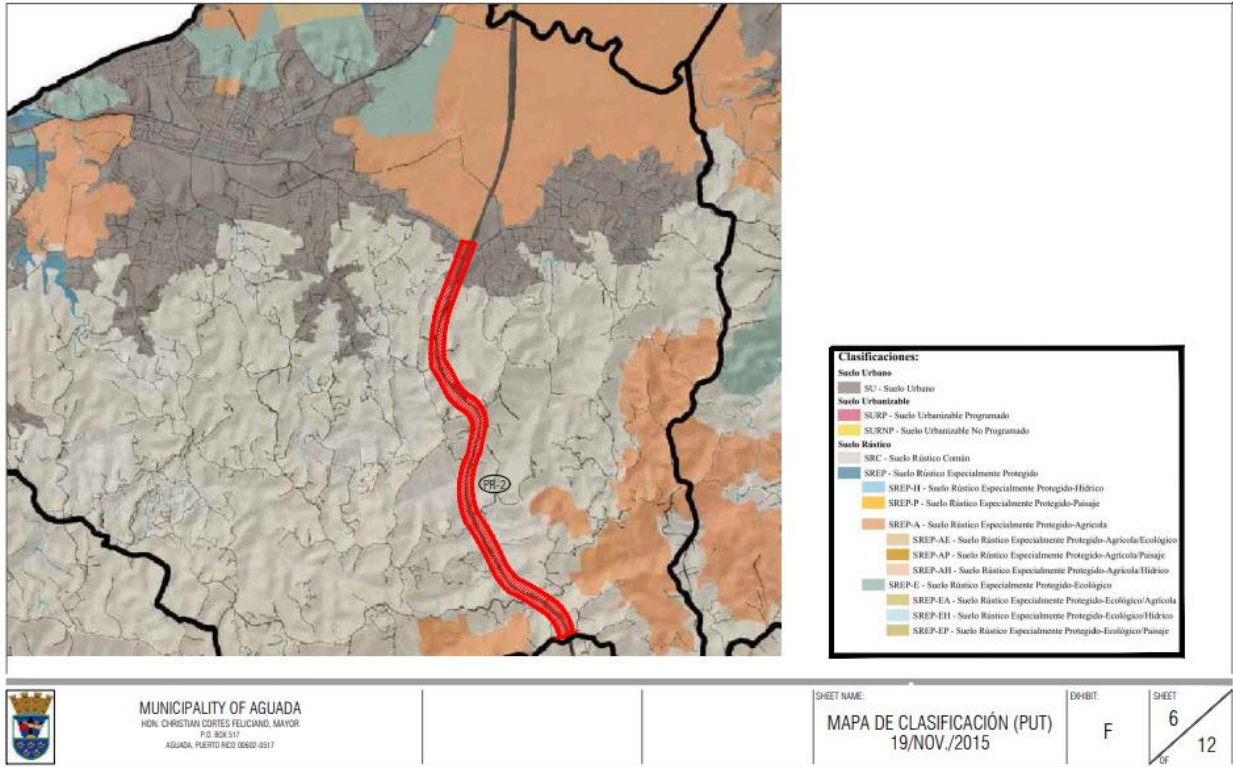 PR-2
Clasificaciones:
Suelo Urbano
SU - Suelo Urbano
Suelo Urbanizable
SURP - Suelo Urbanizable Programado
SURNP - Suelo Urbanizable No Programado
Suelo Rústico
SRC - Suelo Rústico Común
SREP - Suelo Rústico Especialmente Protegido
SREP-H - Suelo Rústico Especialmente Protegido-Hídrico
SREP-P - Suelo Rústico Especialmente Protegido-Paisaje
SREP-A - Suelo Rústico Especialmente Protegido-Agrícola
SREP-AE - Suelo Rústico Especialmente Protegido-Agrícola/Ecológico
SREP-AP - Suelo Rústico Especialmente Protegido-Agrícola/Paisaje
SREP-AH - Suelo Rústico Especialmente Protegido-Agrícola/Hídrico
SREP-E - Suelo Rústico Especialmente Protegido-Ecológico
SREP-EA - Suelo Rústico Especialmente Protegido-Ecológico/Agrícola
SREP-EH - Suelo Rústico Especialmente Protegido-Ecológico/Hídrico
SREP-EP - Suelo Rústico Especialmente Protegido-Ecológico/Paisaje
MUNICIPALITY OF AGUADA
HON. CHRISTIAN CORTES FELICIANO, MAYOR
P.O. BOX 517
AGUADA, PUERTO RICO 00602-0517
SHEET NAME:
MAPA DE CLASIFICACIÓN (PUT)
19/NOV./2015
EXHIBIT:
F
SHEET
6
OF
12